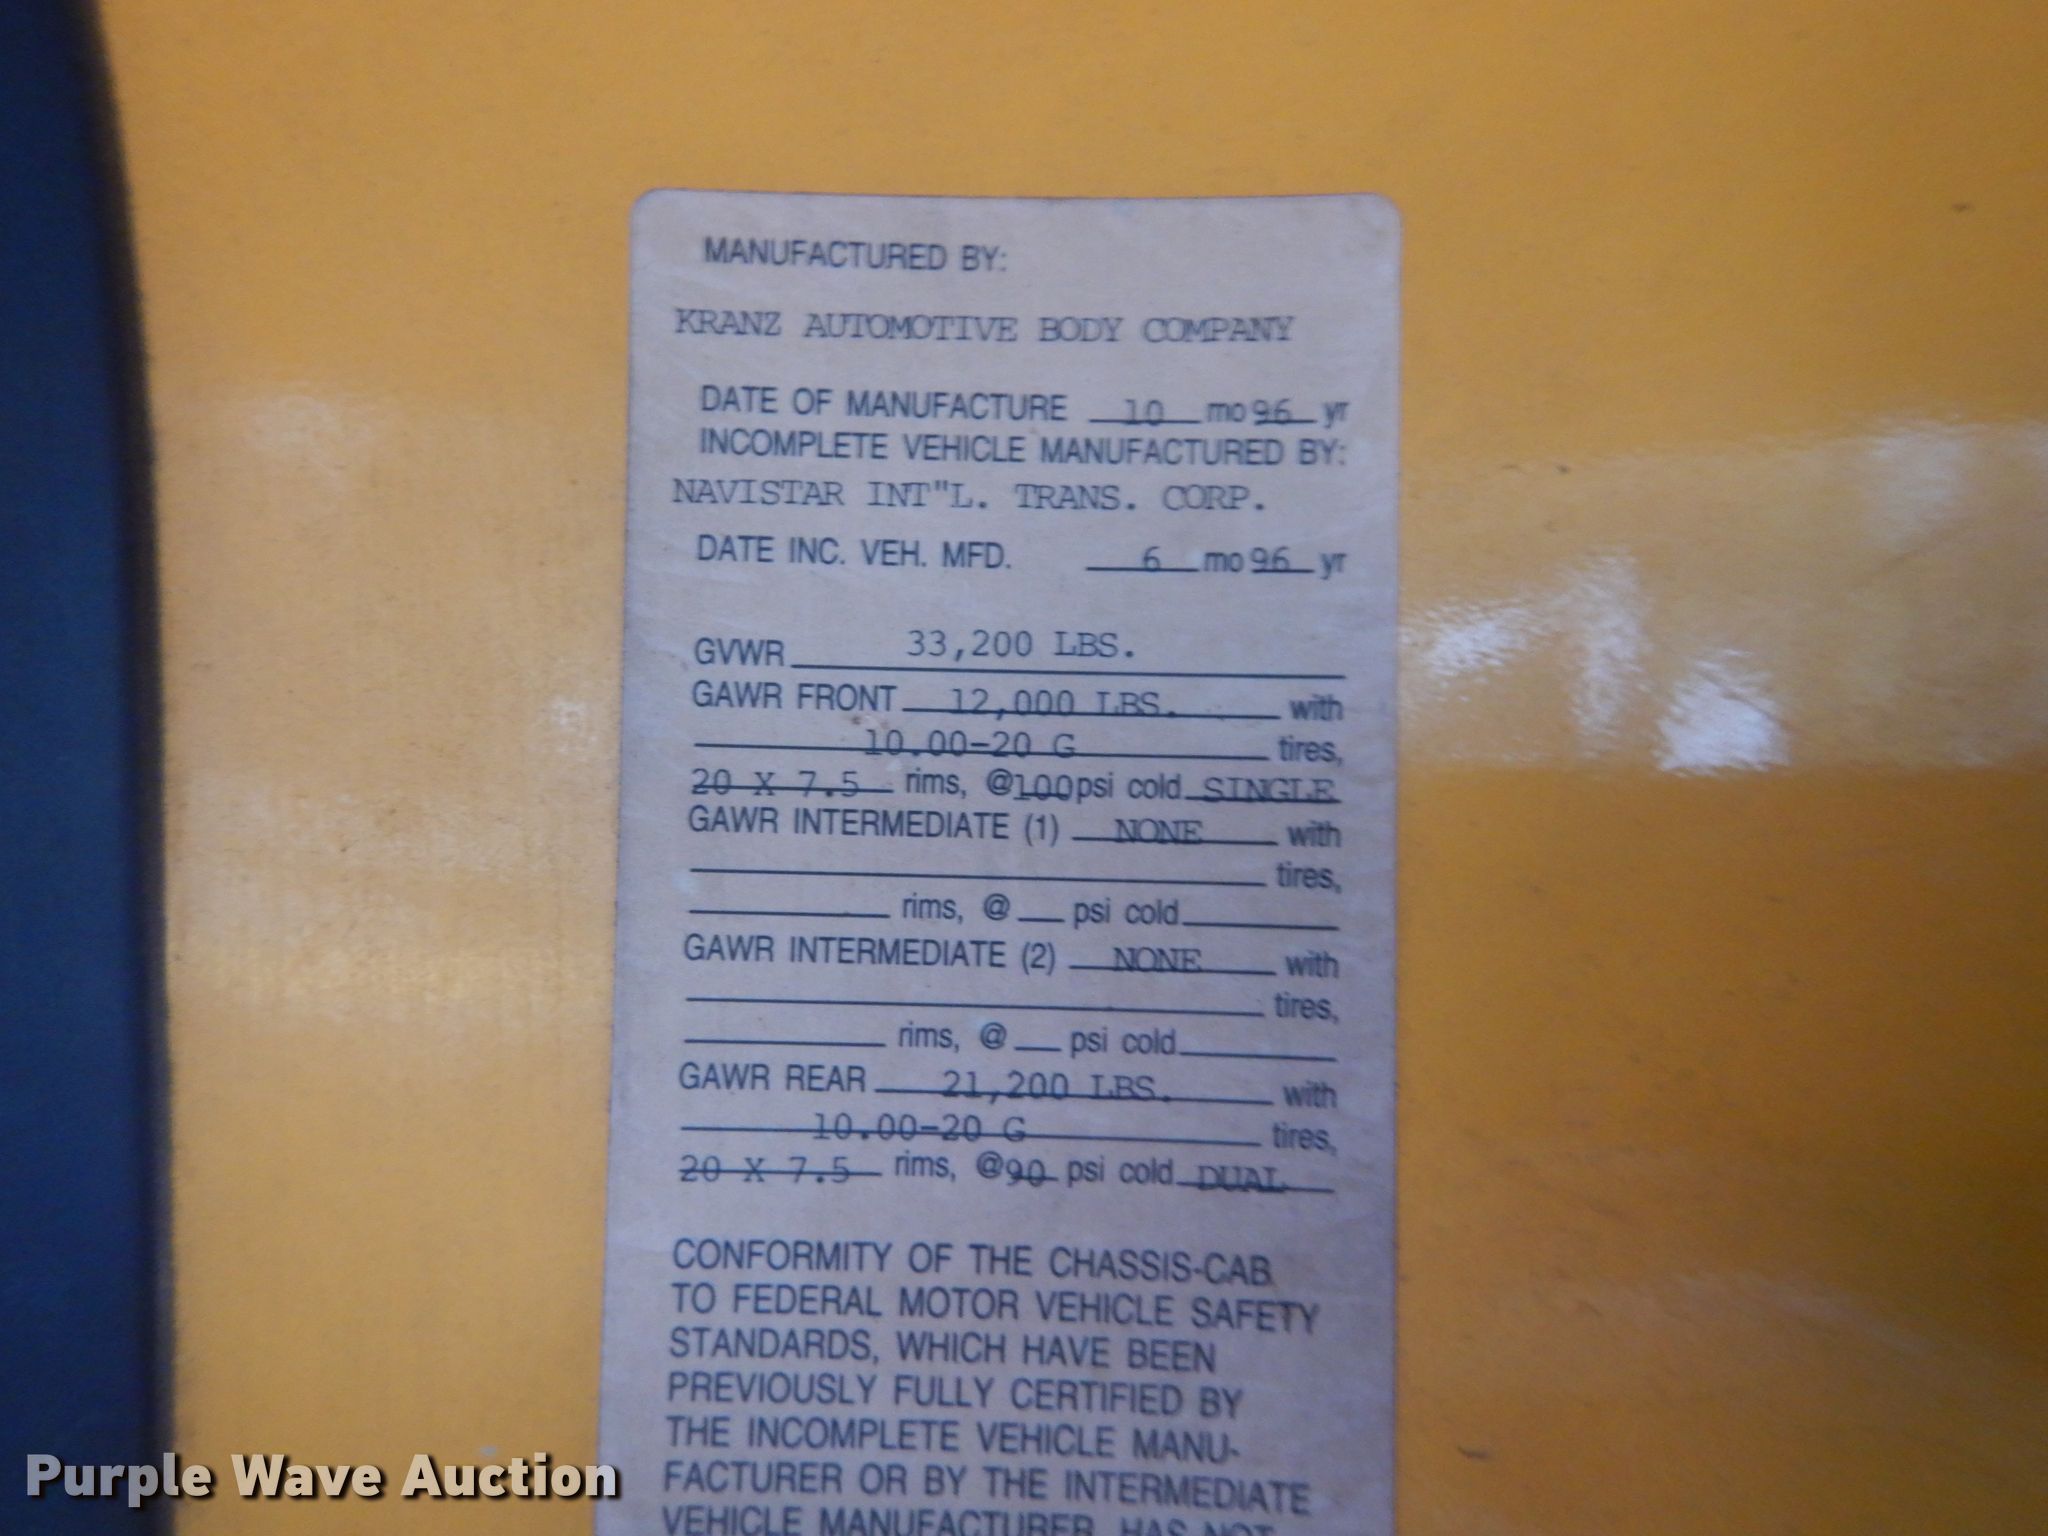 MANUFACTURED BY:
KRANZ AUTOMOTIVE BODY COMPANY
DATE OF MANUFACTURE 10 mo 96 yr
INCOMPLETE VEHICLE MANUFACTURED BY:
NAVISTAR INT"L. TRANS. CORP.
DATE INC. VEH. MFD. 6 mo 96 yr
GVWR 33,200 LBS.
GAWR FRONT 12,000 LBS. with
10.00-20 G tires,
20 X 7.5 rims, @100psi cold SINGLE
GAWR INTERMEDIATE (1) NONE with
tires,
rims, @ psi cold
GAWR INTERMEDIATE (2) NONE with
tires,
rims, @ psi cold
GAWR REAR 21,200 LBS. with
10.00-20 G tires,
20 X 7.5 rims, @90 psi cold DUAL
CONFORMITY OF THE CHASSIS-CAB
TO FEDERAL MOTOR VEHICLE SAFETY
STANDARDS, WHICH HAVE BEEN
PREVIOUSLY FULLY CERTIFIED BY
THE INCOMPLETE VEHICLE MANU-
FACTURER OR BY THE INTERMEDIATE
VEHICLE MANUFACTURER, HAS NOT
Purple Wave Auction